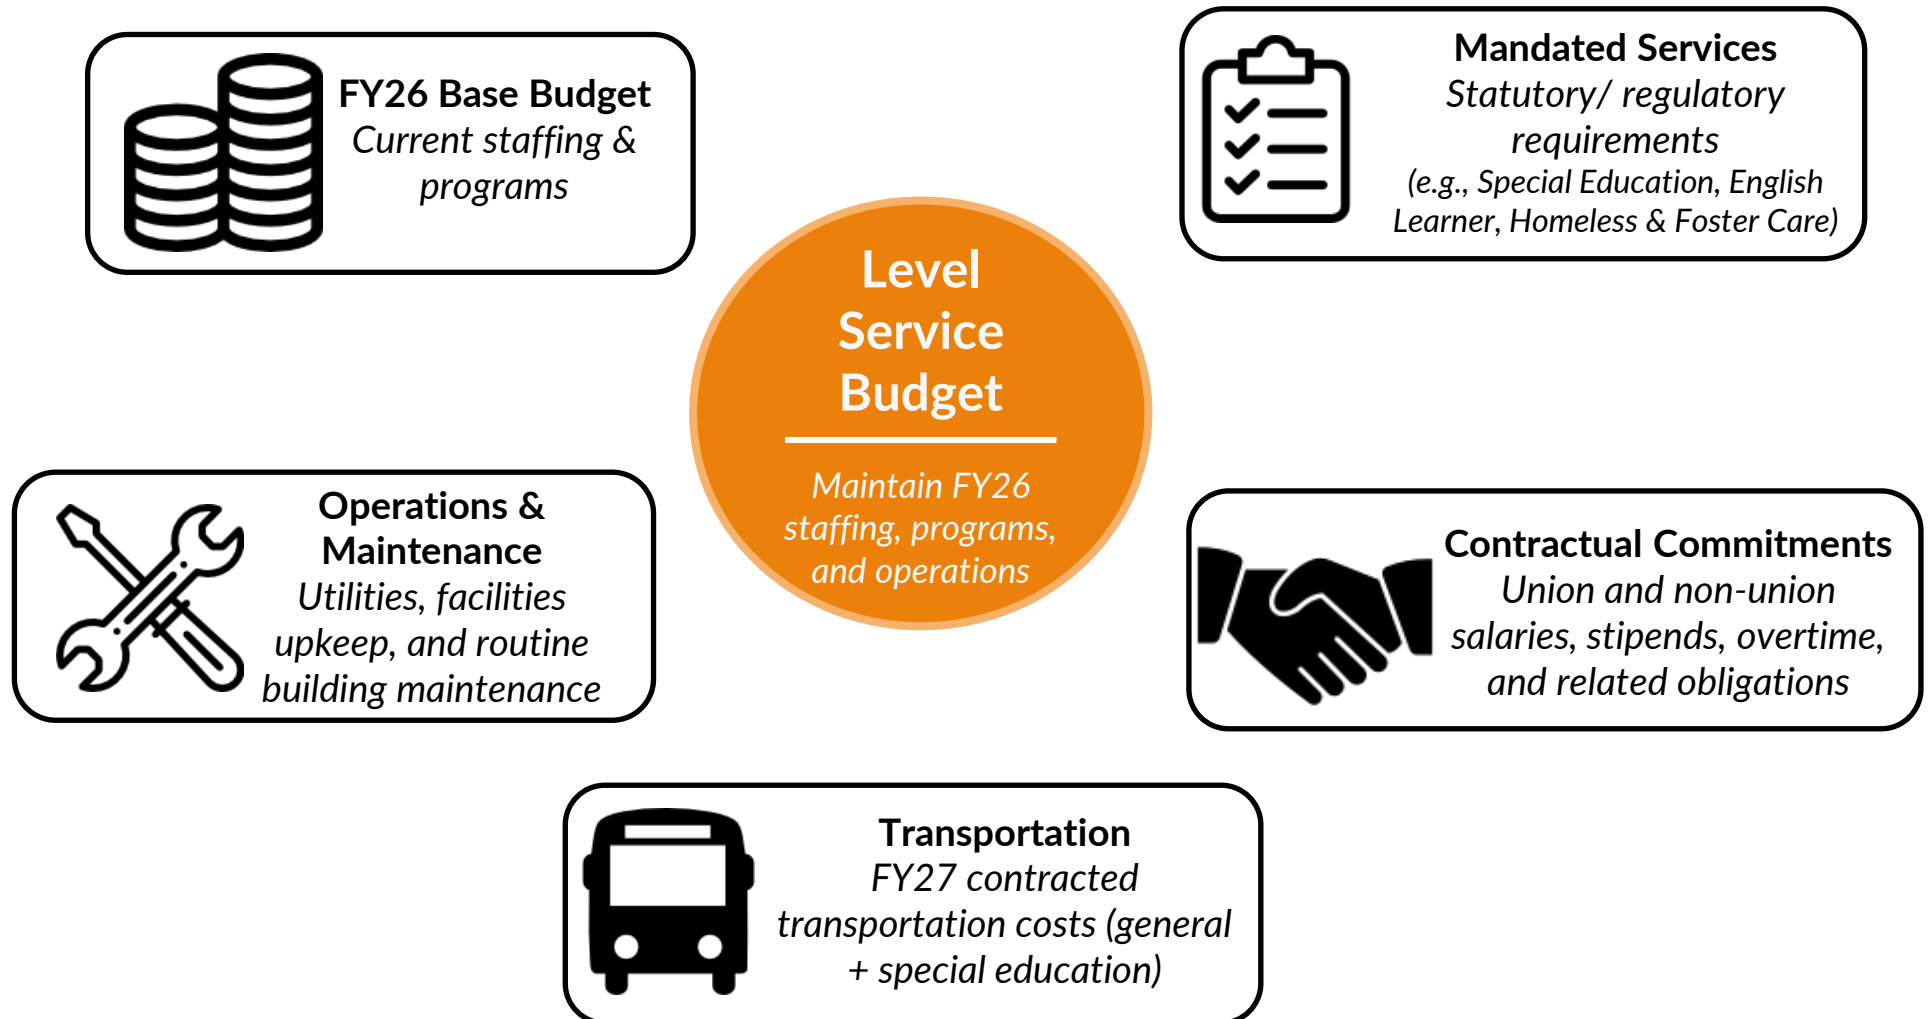 FY26 Base Budget
Current staffing &
programs
Mandated Services
Statutory/ regulatory
requirements
(e.g., Special Education, English
Learner, Homeless & Foster Care)
Level
Service
Budget
Maintain FY26
staffing, programs,
and operations
Operations &
Maintenance
Utilities, facilities
upkeep, and routine
building maintenance
Contractual Commitments
Union and non-union
salaries, stipends, overtime,
and related obligations
Transportation
FY27 contracted
transportation costs (general
+ special education)